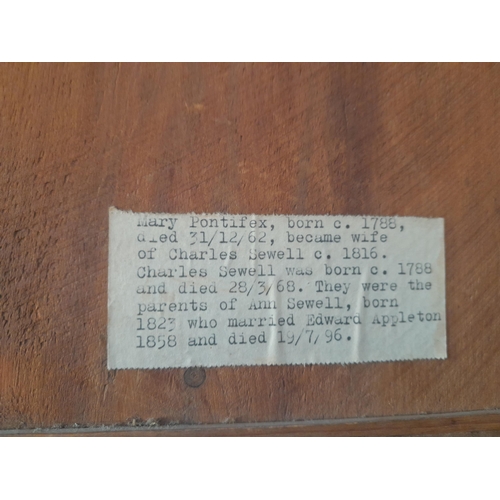 Mary Pontifex, born c. 1788,
died 31/12/62, became wife
of Charles Sewell c. 1816.
Charles Sewell was born c. 1788
and died 28/3/68. They were the
parents of Ann Sewell, born
1823 who married Edward Appleton
1858 and died 19/7/96.